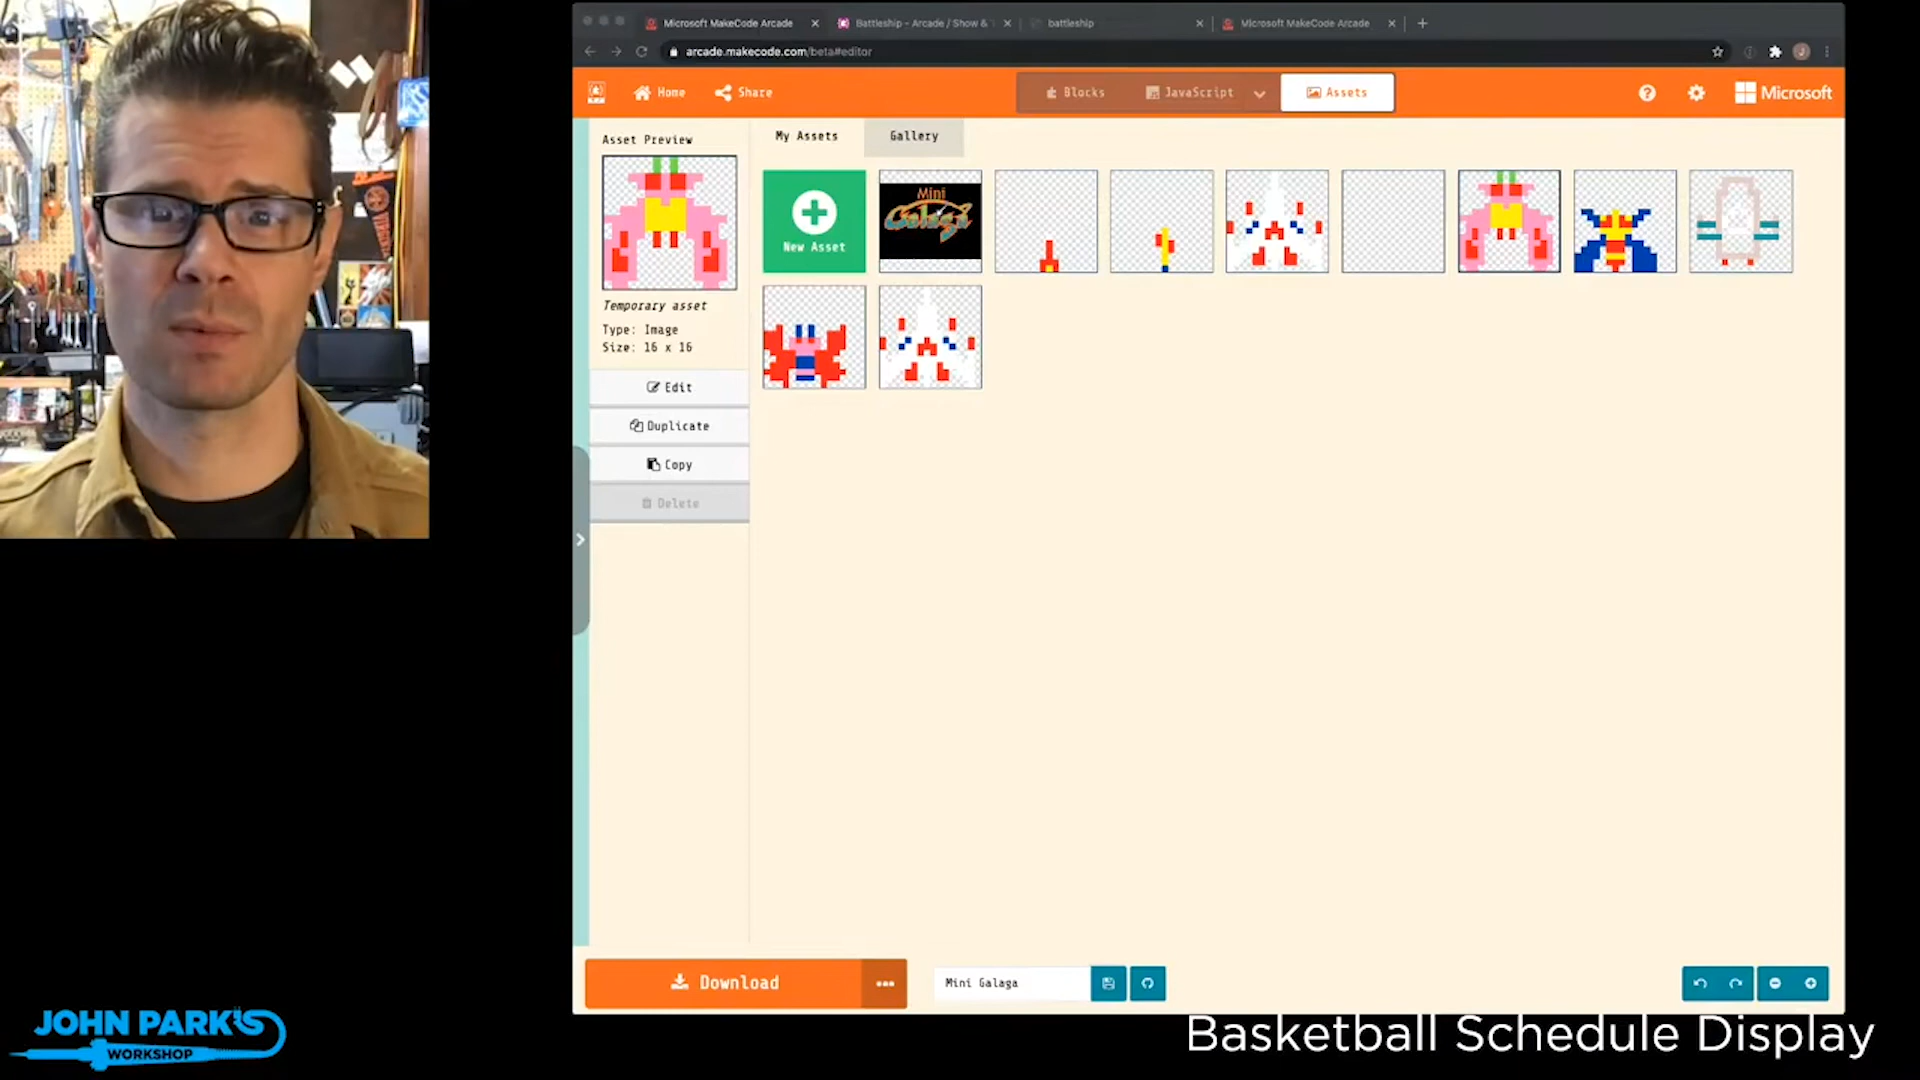 Microsoft MakeCode Arcade
Battleship - Arcade / Show &
battleship
Microsoft MakeCode Arcade
arcade.makecode.com/beta#editor
Home
Share
Blocks
JavaScript
Assets
Microsoft
Asset Preview
My Assets
Gallery
New Asset
Mini
Galaga
Temporary asset
Type: Image
Size: 16 x 16
Edit
Duplicate
Copy
Delete
Download
Mini Galaga
JOHN PARK'S
WORKSHOP
Basketball Schedule Display